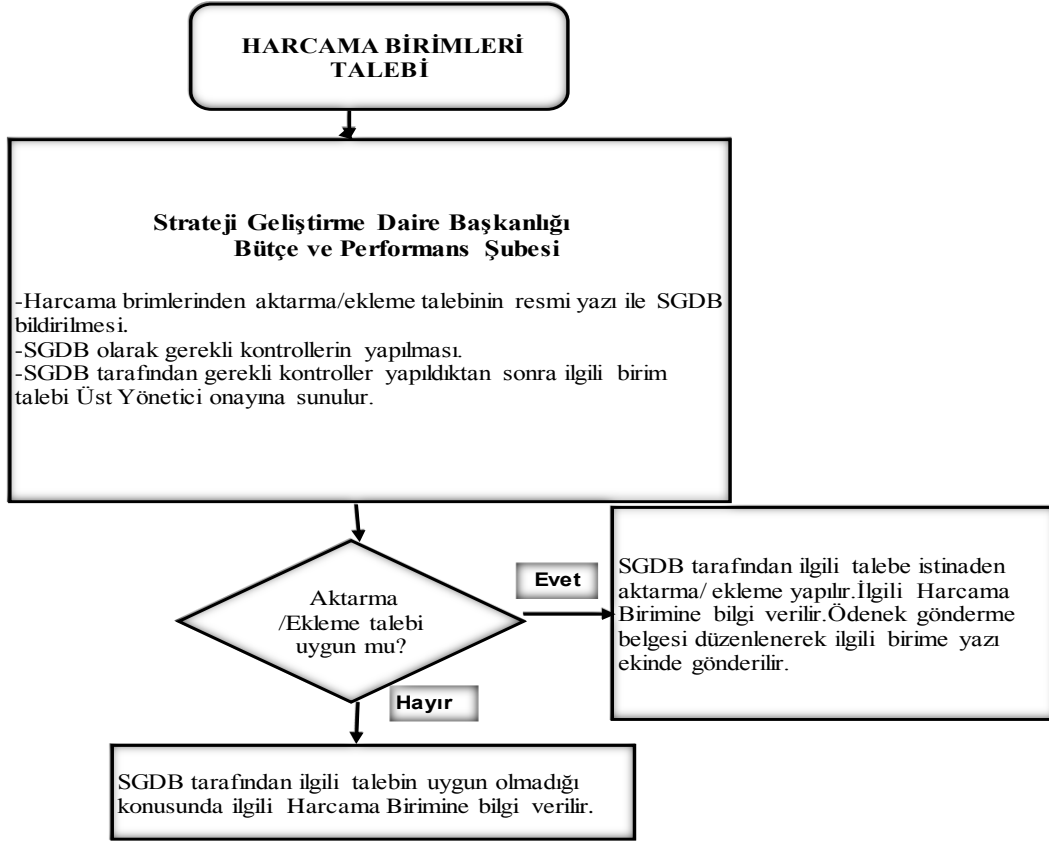 HARCAMA BİRİMLERİ
TALEBİ
Strateji Geliştirme Daire Başkanlığı
Bütçe ve Performans Şubesi
-Harcama brimlerinden aktarma/ekleme talebinin resmi yazı ile SGDB
bildirilmesi.
-SGDB olarak gerekli kontrollerin yapılması.
-SGDB tarafından gerekli kontroller yapıldıktan sonra ilgili birim
talebi Üst Yönetici onayına sunulur.
Aktarma
/Ekleme talebi
uygun mu?
Evet
SGDB tarafından ilgili talebe istinaden
aktarma/ ekleme yapılır.İlgili Harcama
Birimine bilgi verilir.Ödenek gönderme
belgesi düzenlenerek ilgili birime yazı
ekinde gönderilir.
Hayır
SGDB tarafından ilgili talebin uygun olmadığı
konusunda ilgili Harcama Birimine bilgi verilir.